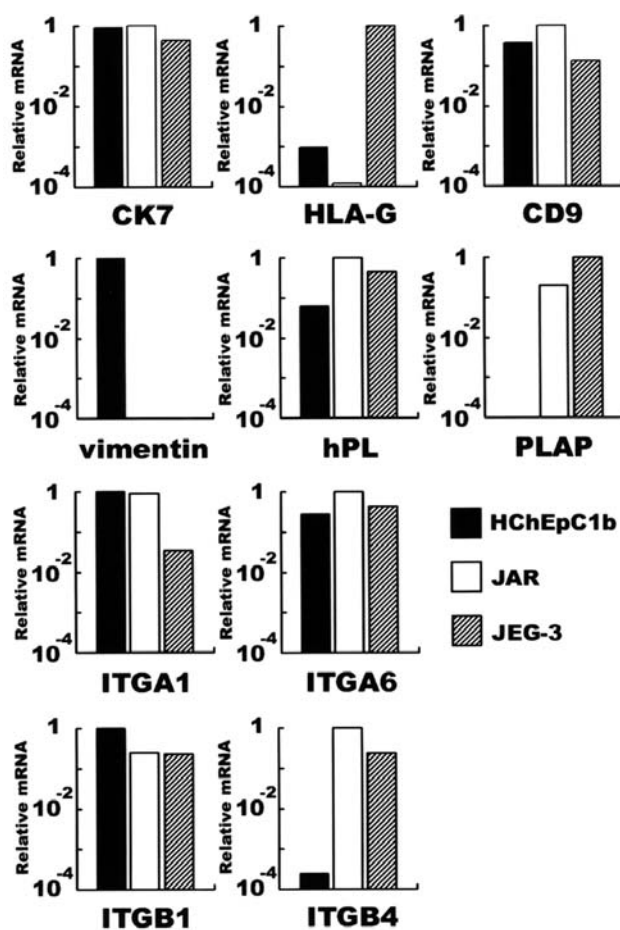 Relative mRNA
1
10-2
10-4
CK7
Relative mRNA
1
10-2
10-4
HLA-G
Relative mRNA
1
10-2
10-4
CD9
Relative mRNA
1
10-2
10-4
vimentin
Relative mRNA
1
10-2
10-4
hPL
Relative mRNA
1
10-2
10-4
PLAP
Relative mRNA
1
10-2
10-4
ITGA1
Relative mRNA
1
10-2
10-4
ITGA6
HChEpC1b
JAR
JEG-3
Relative mRNA
1
10-2
10-4
ITGB1
Relative mRNA
1
10-2
10-4
ITGB4